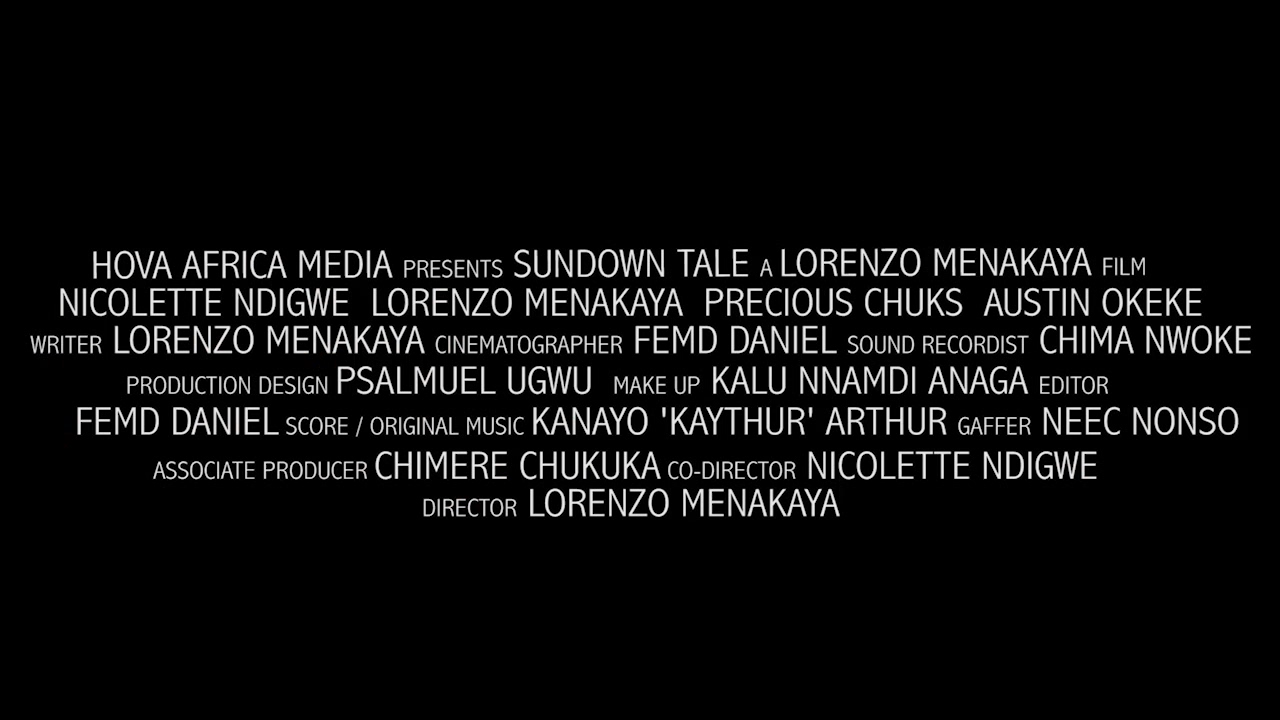 HOVA AFRICA MEDIA PRESENTS SUNDOWN TALE A LORENZO MENAKAYA FILM
NICOLETTE NDIGWE LORENZO MENAKAYA PRECIOUS CHUKS AUSTIN OKEKE
WRITER LORENZO MENAKAYA CINEMATOGRAPHER FEMD DANIEL SOUND RECORDIST CHIMA NWOKE
PRODUCTION DESIGN PSALMUEL UGWU MAKE UP KALU NNAMDI ANAGA EDITOR
FEMD DANIEL SCORE / ORIGINAL MUSIC KANAYO 'KAYTHUR' ARTHUR GAFFER NEEC NONSO
ASSOCIATE PRODUCER CHIMERE CHUKUKA CO-DIRECTOR NICOLETTE NDIGWE
DIRECTOR LORENZO MENAKAYA